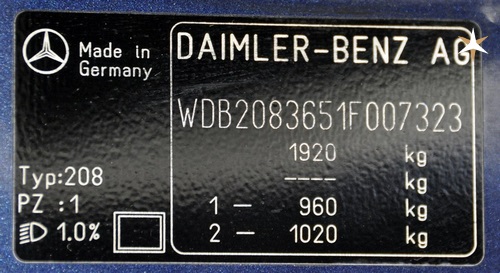 Made in
Germany
DAIMLER-BENZ AG
WDB2083651F007323
1920 kg
---- kg
1 - 960 kg
2 - 1020 kg
Typ:208
PZ :1
1.0%